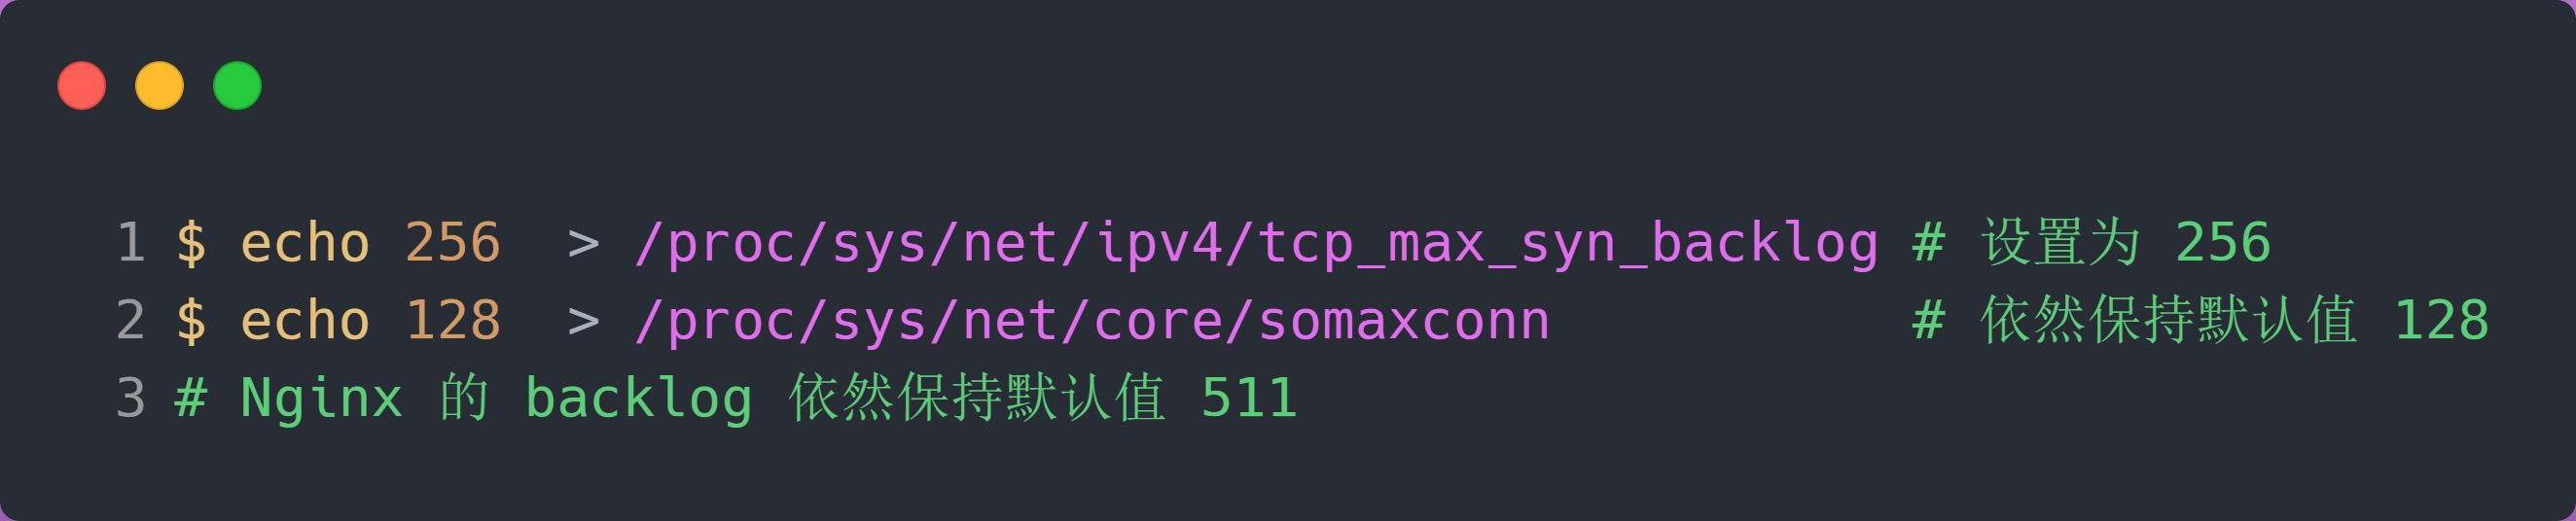 1 $ echo 256  > /proc/sys/net/ipv4/tcp_max_syn_backlog # 设置为 256
2 $ echo 128  > /proc/sys/net/core/somaxconn           # 依然保持默认值 128
3 # Nginx 的 backlog 依然保持默认值 511